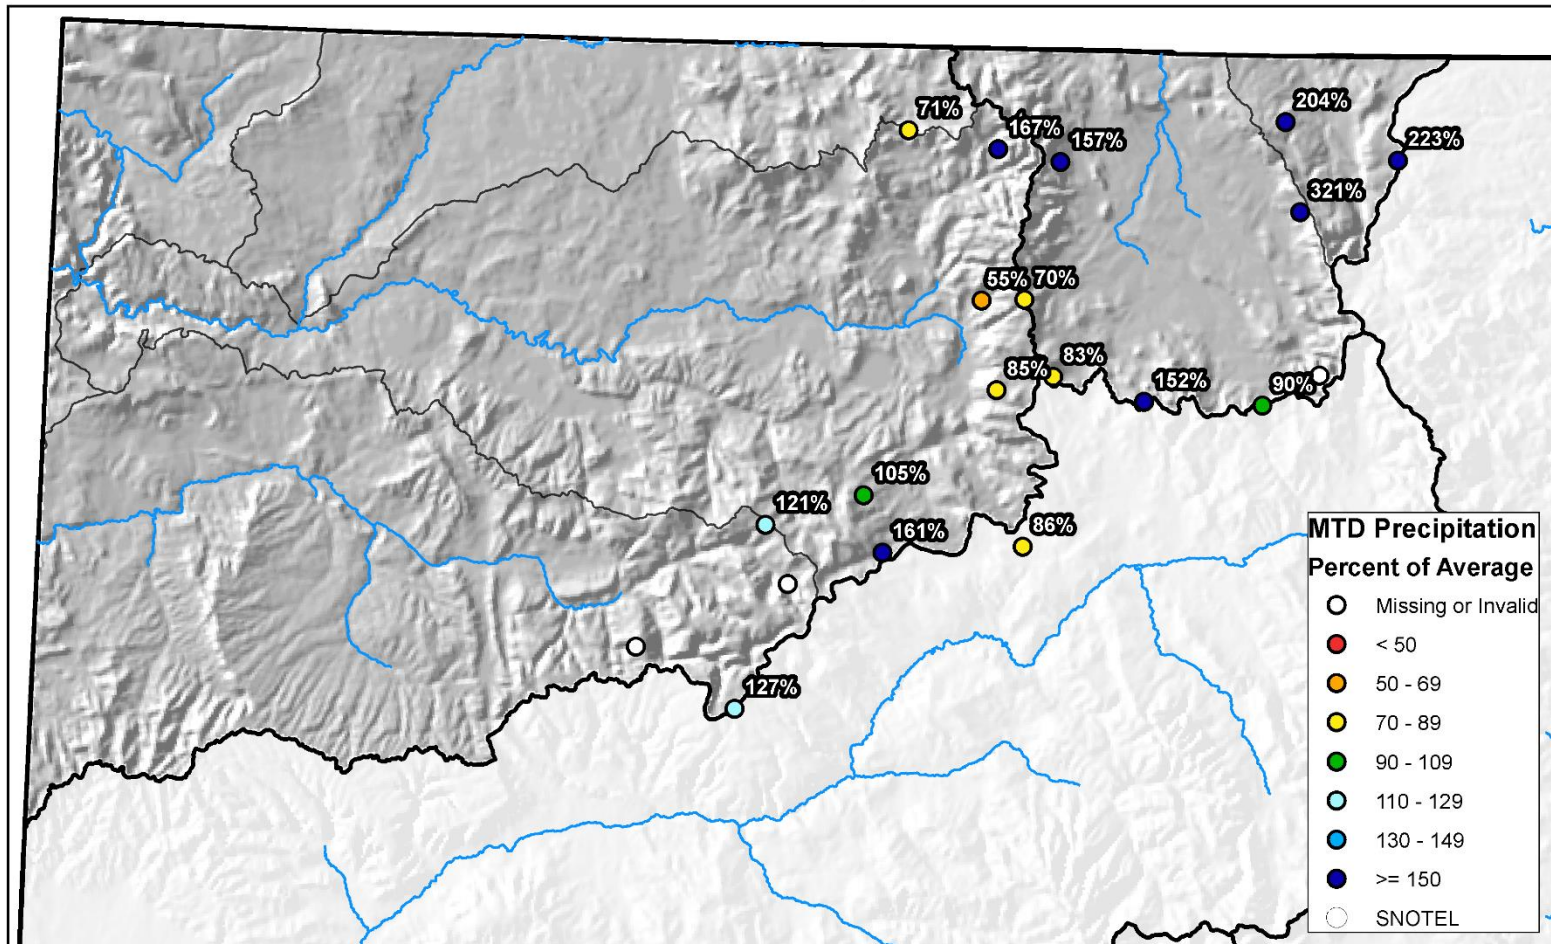 71%
167%
157%
204%
223%
321%
55%
70%
85%
83%
152%
90%
105%
121%
161%
86%
127%
MTD Precipitation
Percent of Average
Missing or Invalid
< 50
50 - 69
70 - 89
90 - 109
110 - 129
130 - 149
>= 150
SNOTEL